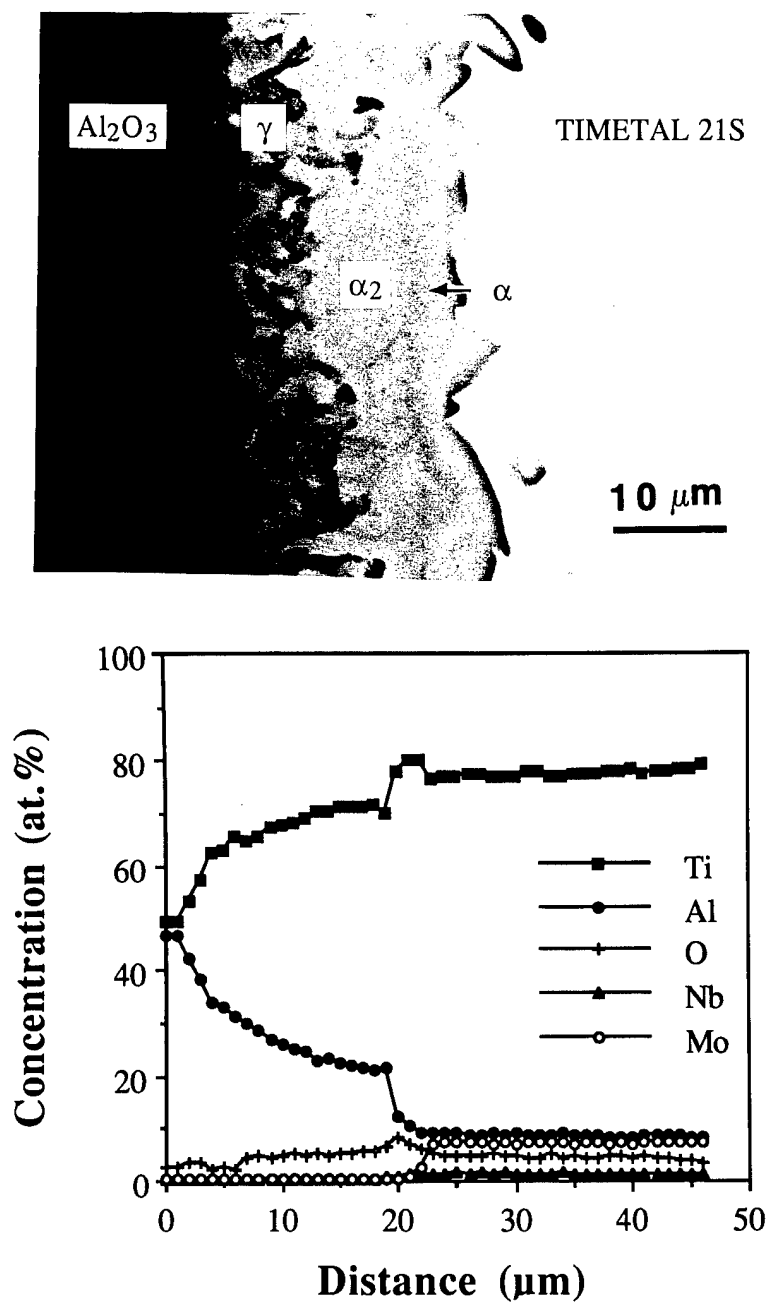 Al₂O₃
γ
TIMETAL 21S
α₂
α
10 μm
100
80
60
40
20
0
Concentration (at.%)
Ti
Al
O
Nb
Mo
0 10 20 30 40 50
Distance (μm)